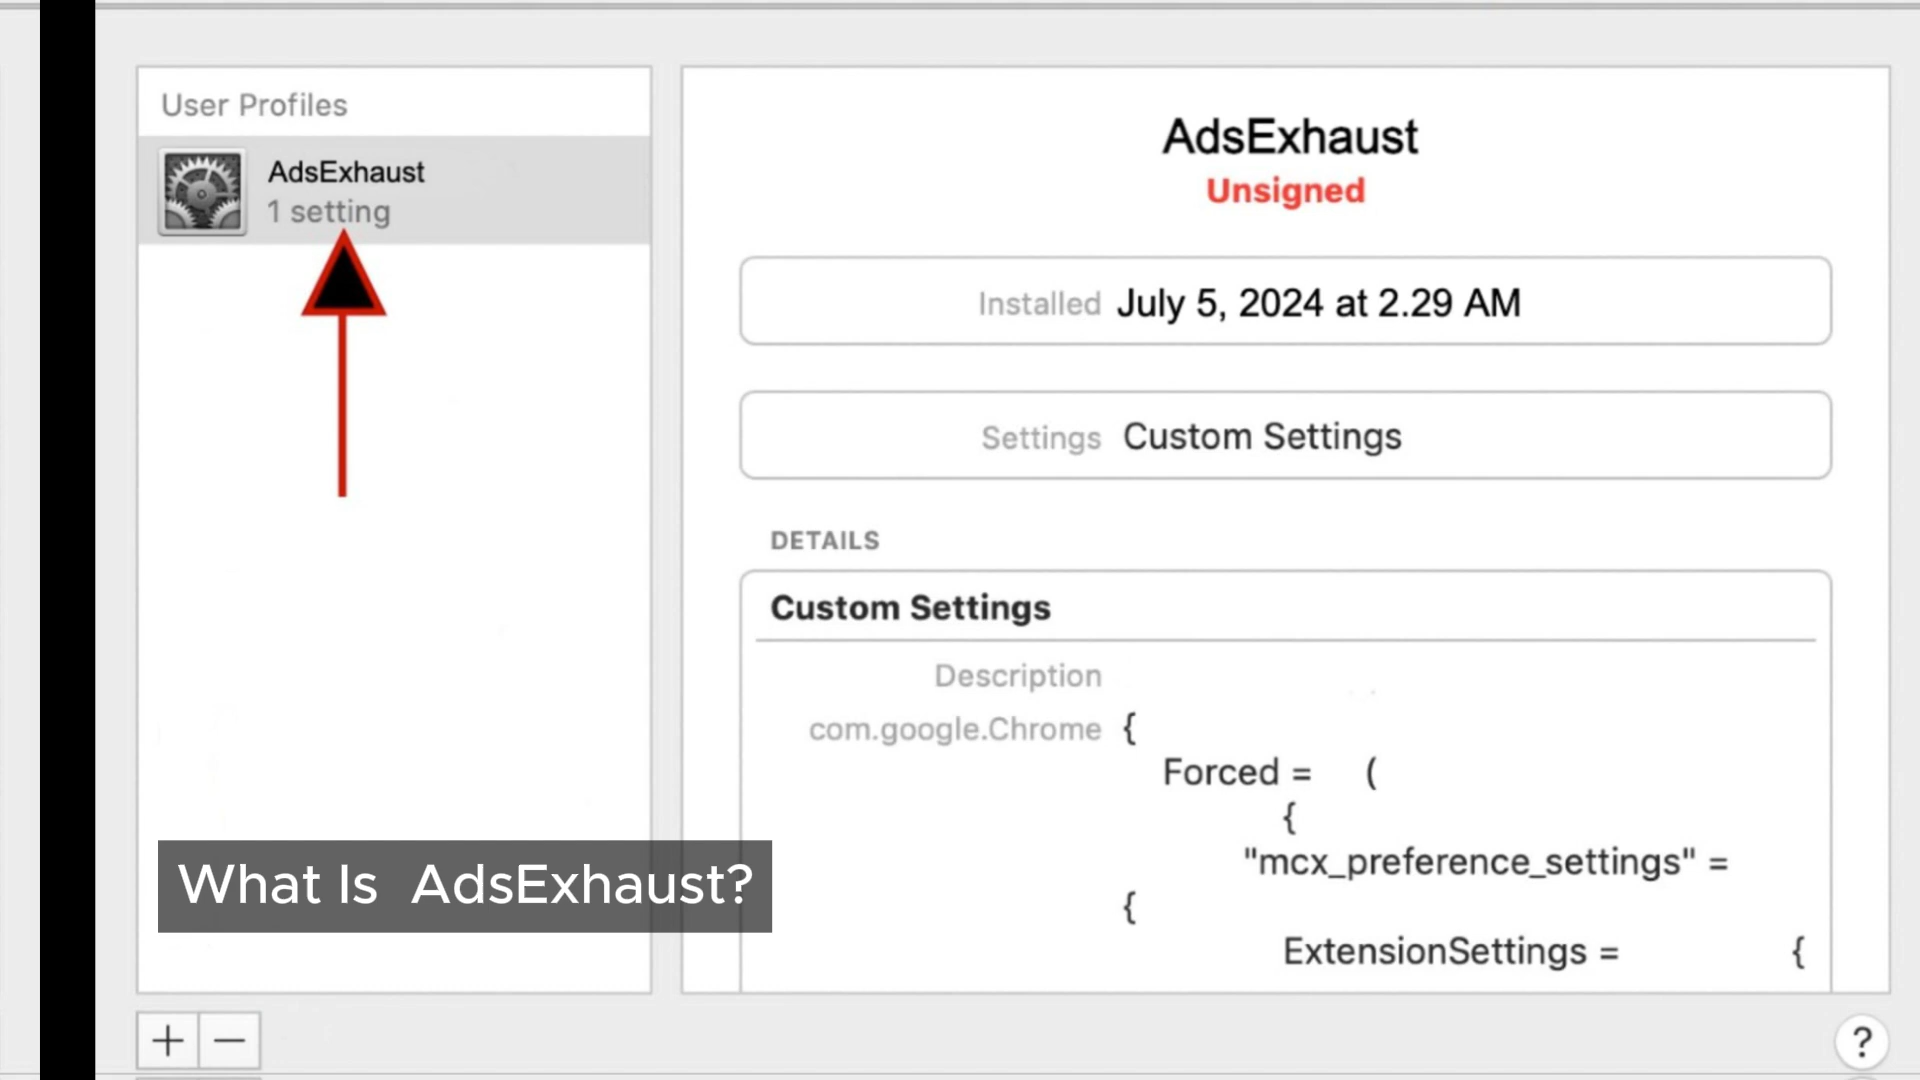 User Profiles
AdsExhaust
1 setting
AdsExhaust
Unsigned
Installed July 5, 2024 at 2.29 AM
Settings Custom Settings
DETAILS
Custom Settings
Description
com.google.Chrome {
Forced = (
{
"mcx_preference_settings" =
{
ExtensionSettings = {
What Is AdsExhaust?
+ −
?